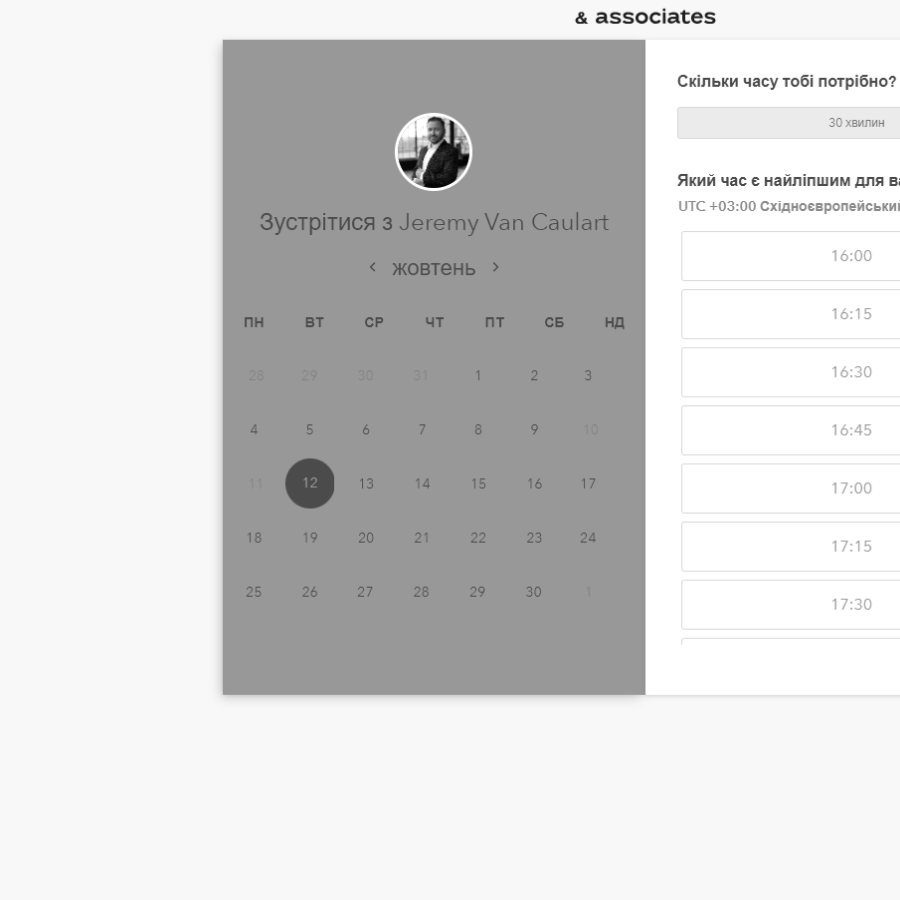 & associates
Зустрітися з Jeremy Van Caulart
‹ жовтень ›
ПН ВТ СР ЧТ ПТ СБ НД
28 29 30 31 1 2 3
4 5 6 7 8 9 10
11 12 13 14 15 16 17
18 19 20 21 22 23 24
25 26 27 28 29 30 1
Скільки часу тобі потрібно?
30 хвилин
Який час є найліпшим для в
UTC +03:00 Східноєвропейськи
16:00
16:15
16:30
16:45
17:00
17:15
17:30